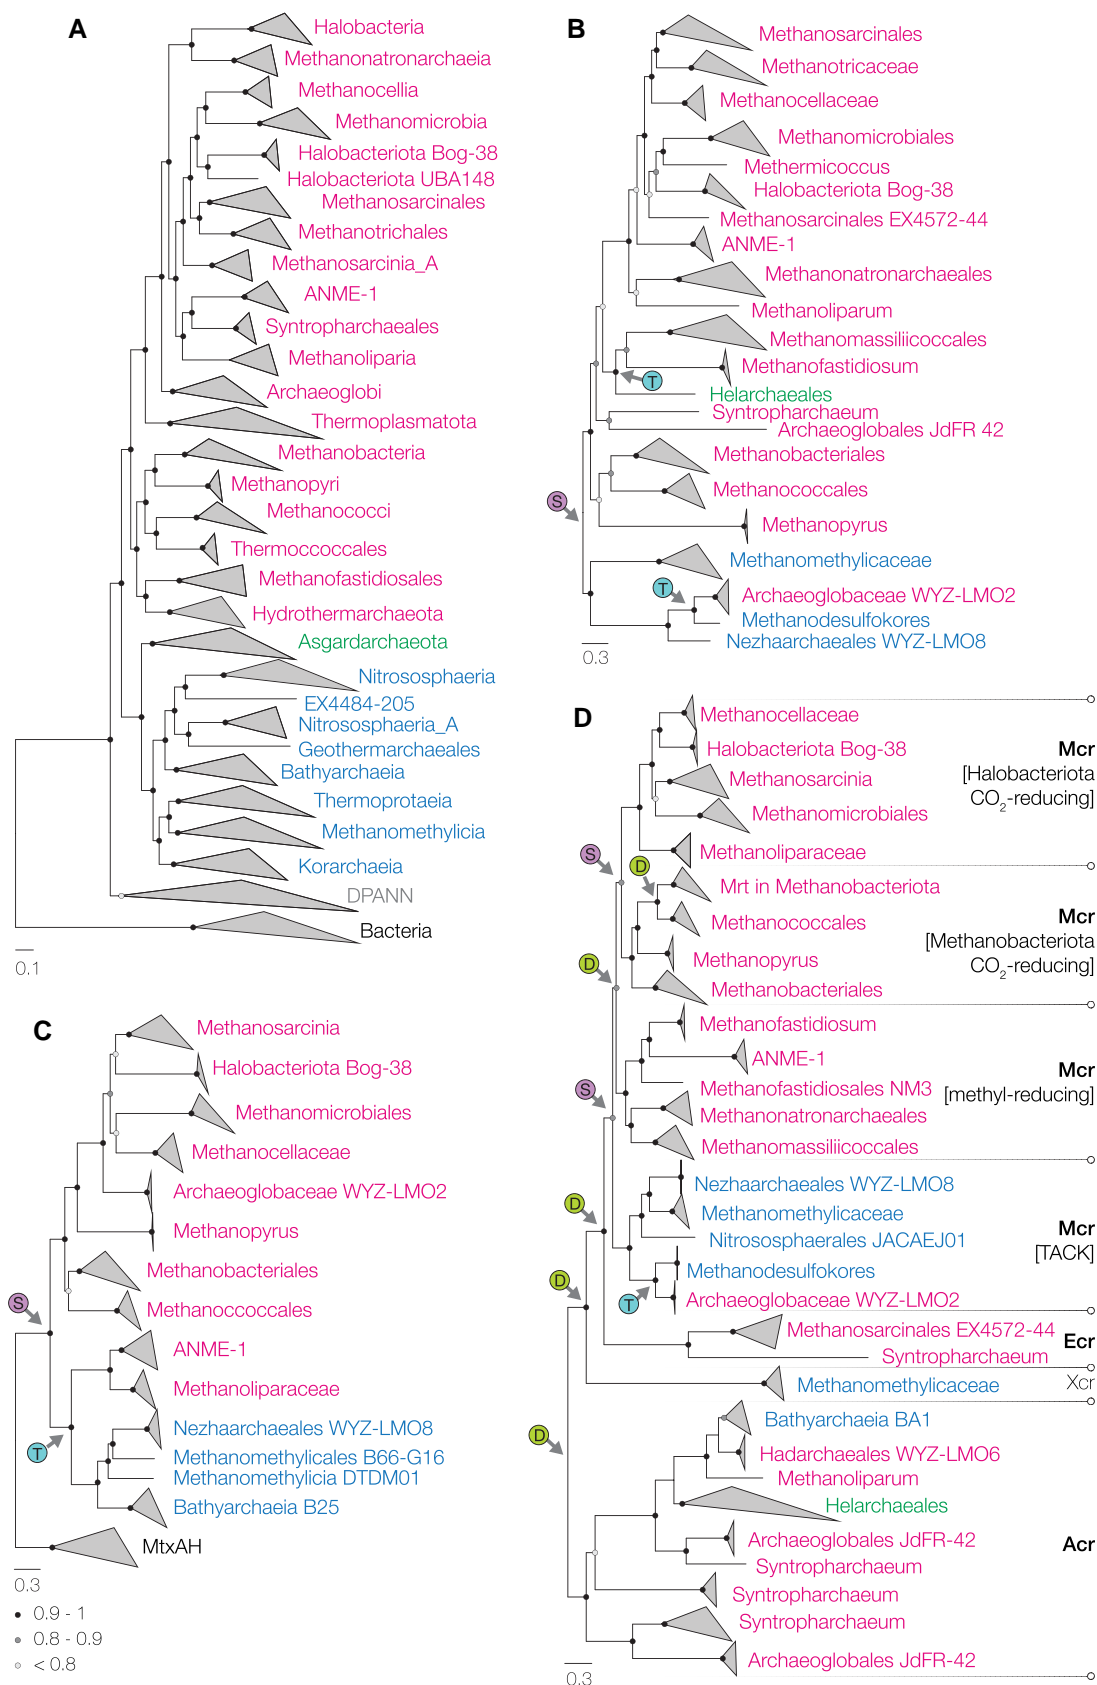 A
Halobacteria
Methanonatronarchaeia
Methanocellia
Methanomicrobia
Halobacteriota Bog-38
Halobacteriota UBA148
Methanosarcinales
Methanotrichales
Methanosarcinia_A
ANME-1
Syntropharchaeales
Methanoliparia
Archaeoglobi
Thermoplasmatota
Methanobacteria
Methanopyri
Methanococci
Thermoccoccales
Methanofastidiosales
Hydrothermarchaeota
Asgardarchaeota
Nitrososphaeria
EX4484-205
Nitrososphaeria_A
Geothermarchaeales
Bathyarchaeia
Thermoprotaeia
Methanomethylicia
Korarchaeia
DPANN
Bacteria
0.1
B
Methanosarcinales
Methanotricaceae
Methanocellaceae
Methanomicrobiales
Methermicoccus
Halobacteriota Bog-38
Methanosarcinales EX4572-44
ANME-1
Methanonatronarchaeales
Methanoliparum
Methanomassiliicoccales
Methanofastidiosum
T
Helarchaeales
Syntropharchaeum
Archaeoglobales JdFR 42
Methanobacteriales
Methanococcales
S
Methanopyrus
Methanomethylicaceae
T
Archaeoglobaceae WYZ-LMO2
Methanodesulfokores
Nezhaarchaeales WYZ-LMO8
0.3
C
Methanosarcinia
Halobacteriota Bog-38
Methanomicrobiales
Methanocellaceae
Archaeoglobaceae WYZ-LMO2
Methanopyrus
Methanobacteriales
S
Methanoccoccales
ANME-1
Methanoliparaceae
Nezhaarchaeales WYZ-LMO8
T
Methanomethylicales B66-G16
Methanomethylicia DTDM01
Bathyarchaeia B25
MtxAH
0.3
0.9 - 1
0.8 - 0.9
< 0.8
D
Methanocellaceae
Halobacteriota Bog-38
Methanosarcinia
Methanomicrobiales
Methanoliparaceae
Mcr
[Halobacteriota
CO2-reducing]
S
D
Mrt in Methanobacteriota
Methanococcales
Methanopyrus
Methanobacteriales
Mcr
[Methanobacteriota
CO2-reducing]
D
Methanofastidiosum
ANME-1
Methanofastidiosales NM3
Methanonatronarchaeales
Methanomassiliicoccales
Mcr
[methyl-reducing]
S
Nezhaarchaeales WYZ-LMO8
Methanomethylicaceae
Nitrososphaerales JACAEJ01
Methanodesulfokores
Archaeoglobaceae WYZ-LMO2
Mcr
[TACK]
D
D
T
Methanosarcinales EX4572-44
Syntropharchaeum
Ecr
Methanomethylicaceae
Xcr
D
Bathyarchaeia BA1
Hadarchaeales WYZ-LMO6
Methanoliparum
Helarchaeales
Archaeoglobales JdFR-42
Syntropharchaeum
Syntropharchaeum
Syntropharchaeum
Archaeoglobales JdFR-42
Acr
0.3